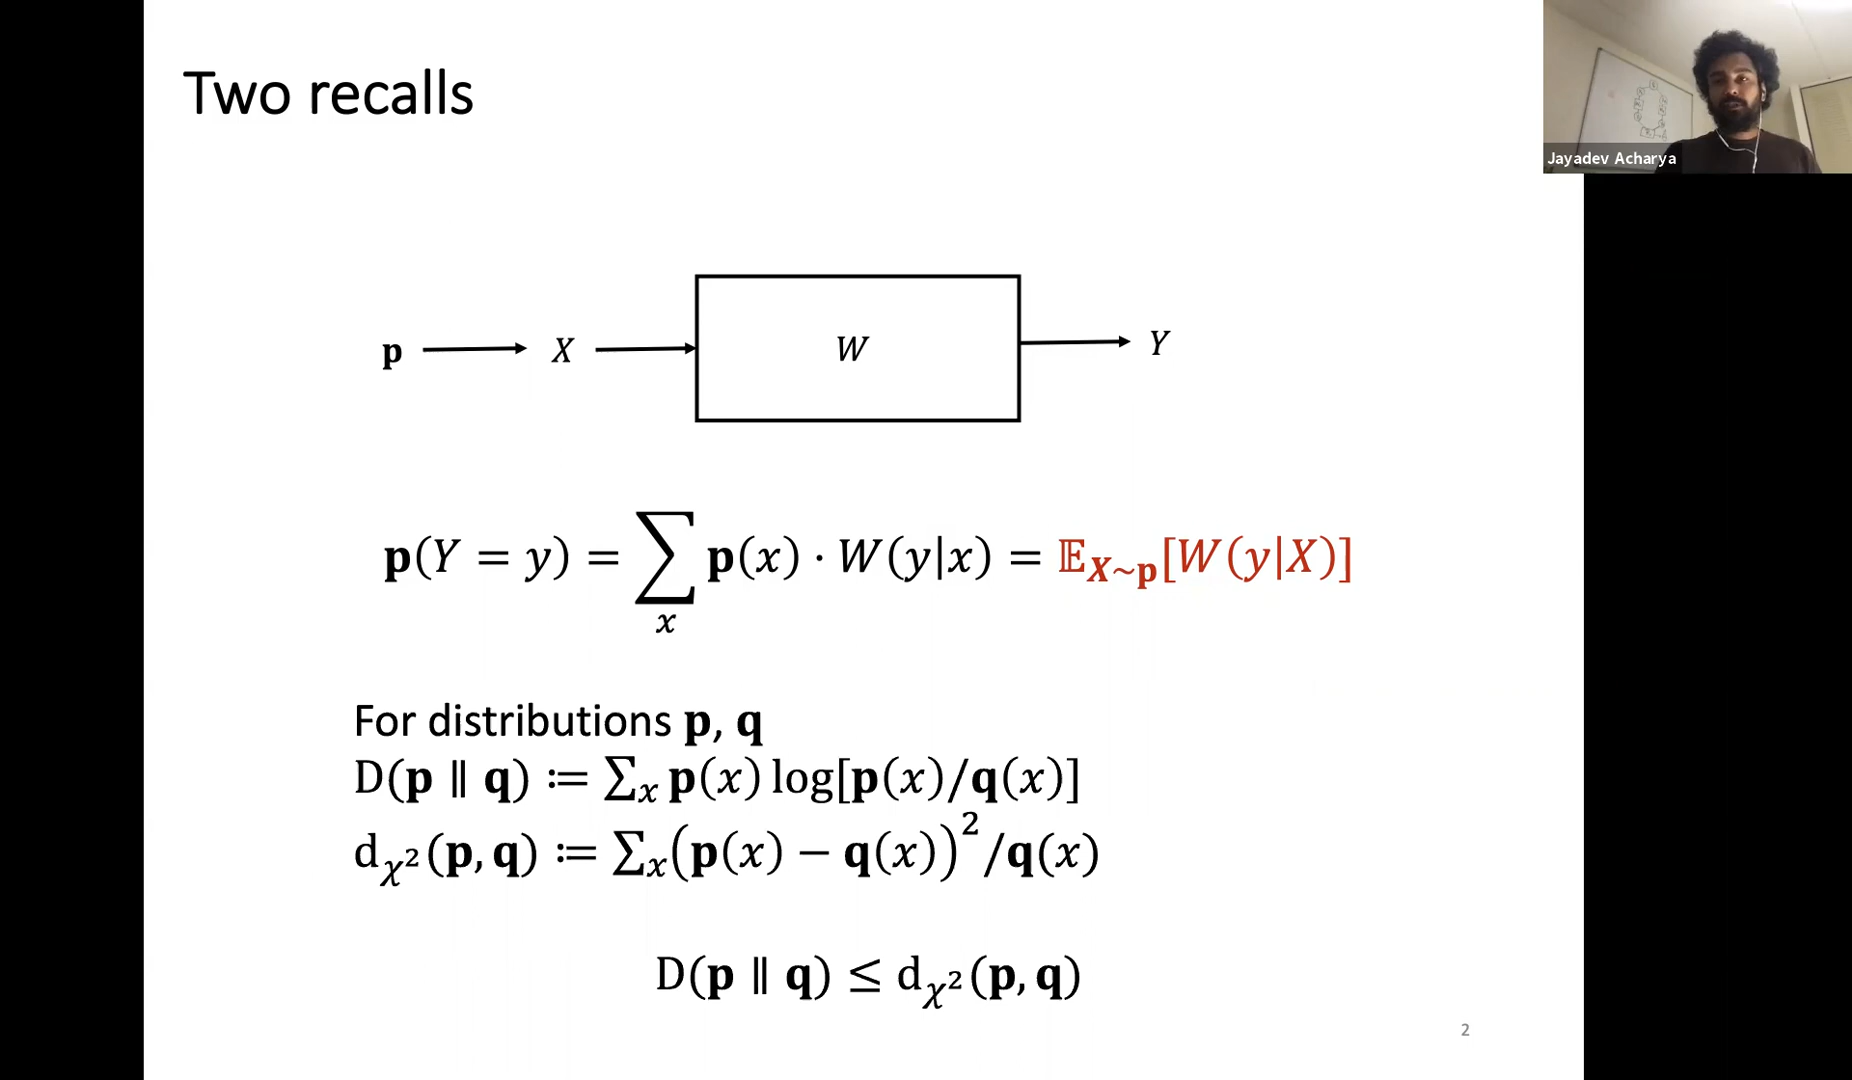 Two recalls
Jayadev Acharya
p X W Y
p(Y = y) = ∑ₓ p(x) · W(y|x) = 𝔼_{X~p}[W(y|X)]
For distributions p, q
D(p ∥ q) ≔ ∑ₓ p(x) log[p(x)/q(x)]
d_{χ²}(p, q) ≔ ∑ₓ(p(x) − q(x))²/q(x)
D(p ∥ q) ≤ d_{χ²}(p, q)
2